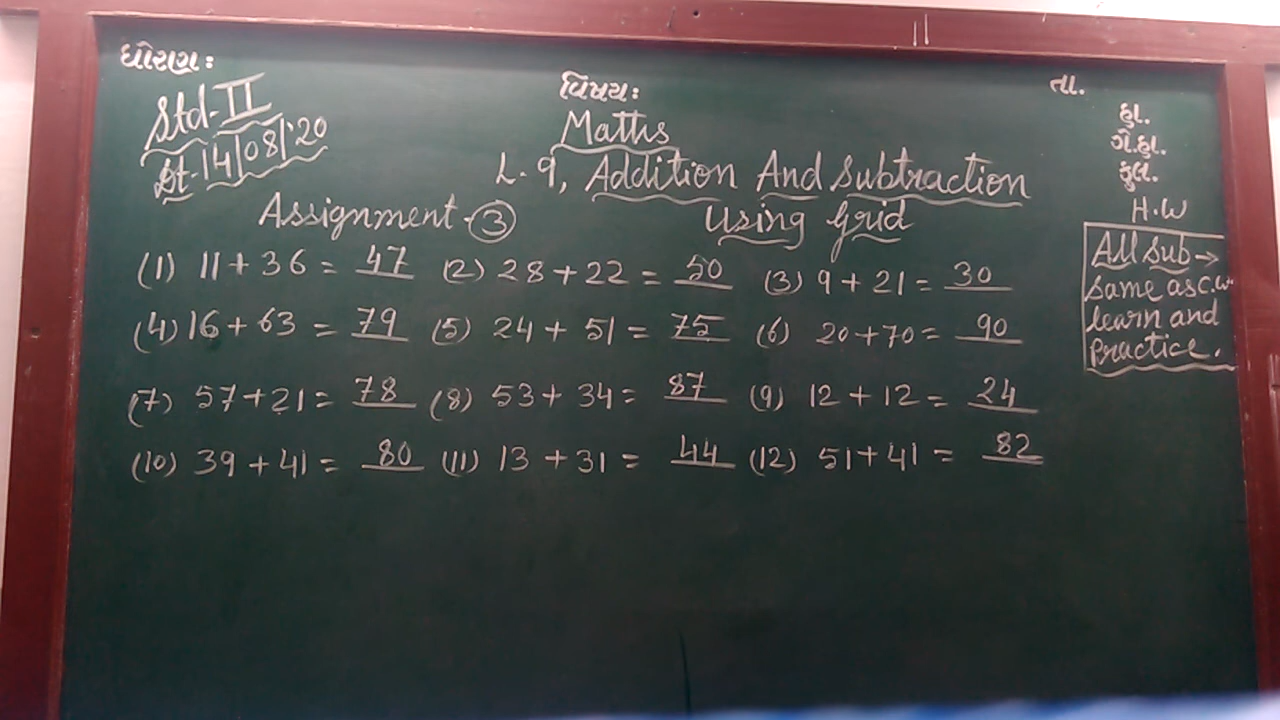 ધોરણ:
વિષય:
તા.
Std-II
હા.
Dt-14/08/'20
Maths
ગે.હા.
કુલ.
L. 9, Addition And Subtraction
Using Grid
H.W
Assignment-③
All Sub→
Same as C.W.
learn and
Practice.
(1) 11+36= 47 (2) 28+22= 50 (3) 9+21= 30
(4) 16+63= 79 (5) 24+51= 75 (6) 20+70= 90
(7) 57+21= 78 (8) 53+34= 87 (9) 12+12= 24
(10) 39+41= 80 (11) 13+31= 44 (12) 51+41= 82